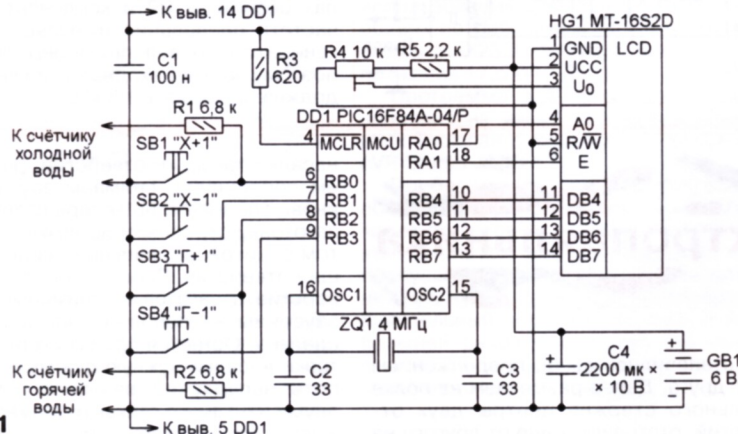 К выв. 14 DD1
HG1 MT-16S2D
C1
100 н
R3
620
R4 10 к
R5 2,2 к
1
GND
LCD
2
UCC
3
U0
R1 6,8 к
DD1 PIC16F84A-04/P
К счётчику
холодной
воды
SB1 "Х+1"
4
MCLR
MCU
RA0
17
RA1
18
4
A0
5
R/W
6
E
SB2 "Х−1"
6
RB0
7
RB1
8
RB2
9
RB3
RB4
10
RB5
11
RB6
12
RB7
13
11
DB4
12
DB5
13
DB6
14
DB7
SB3 "Г+1"
SB4 "Г−1"
16
OSC1
OSC2
15
ZQ1 4 МГц
К счётчику
горячей
воды
R2 6,8 к
C2
33
C3
33
+
C4
2200 мк ×
× 10 В
+
−
GB1
6 В
1
К выв. 5 DD1